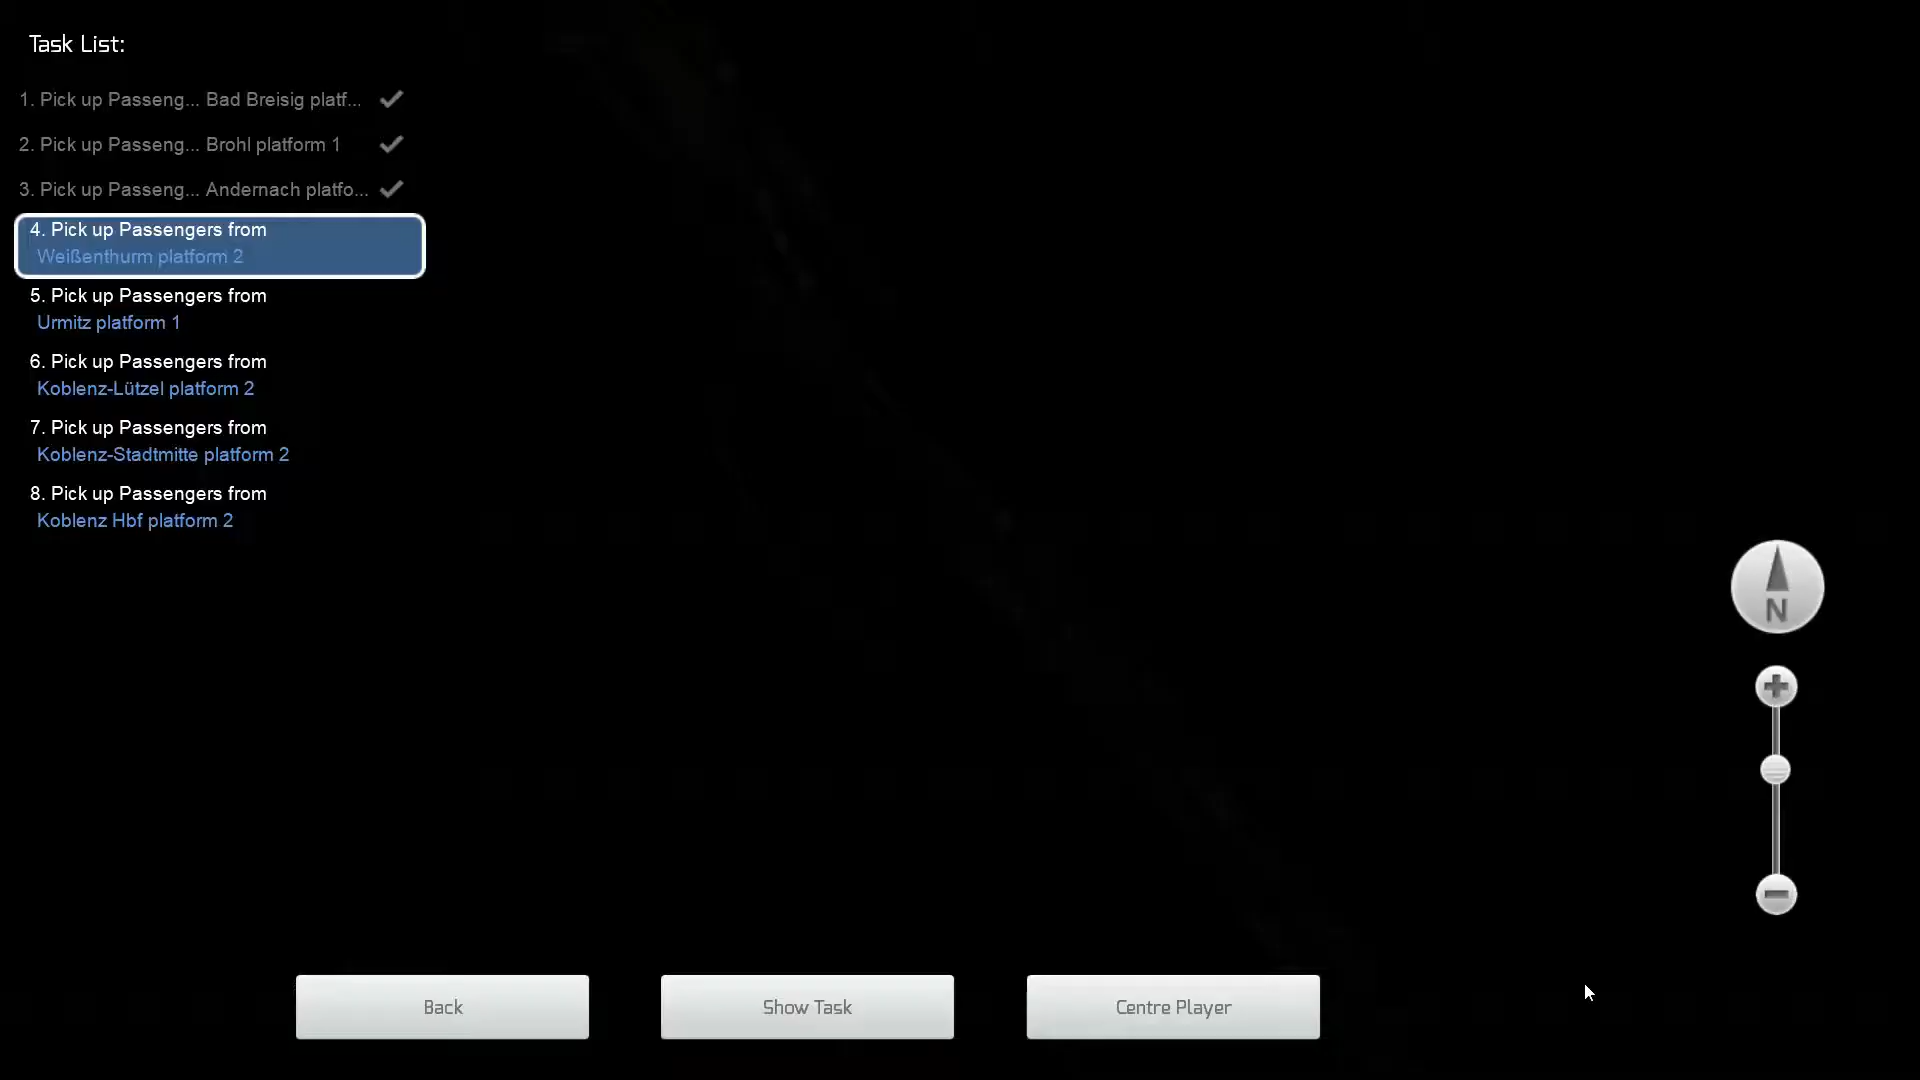 Task List:
1. Pick up Passeng... Bad Breisig platf...
2. Pick up Passeng... Brohl platform 1
3. Pick up Passeng... Andernach platfo...
4. Pick up Passengers from
Weißenthurm platform 2
5. Pick up Passengers from
Urmitz platform 1
6. Pick up Passengers from
Koblenz-Lützel platform 2
7. Pick up Passengers from
Koblenz-Stadtmitte platform 2
8. Pick up Passengers from
Koblenz Hbf platform 2
N
Back
Show Task
Centre Player